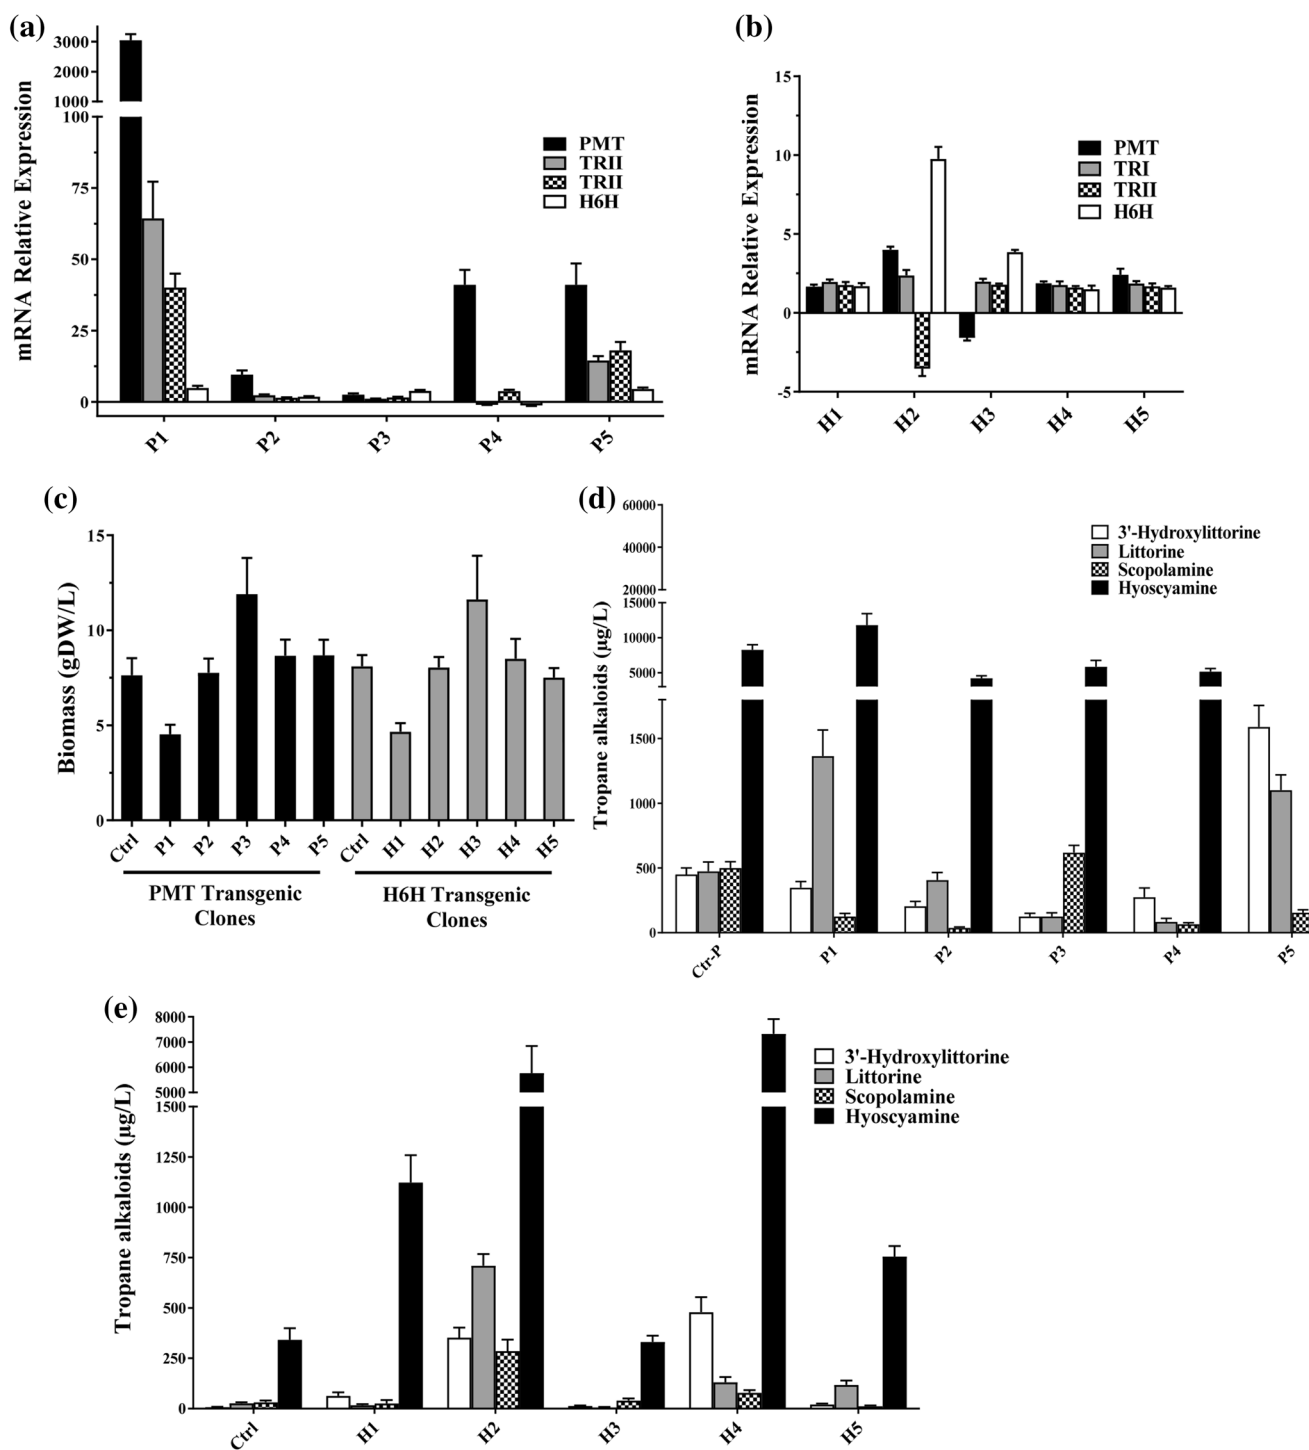 (a)
mRNA Relative Expression
3000
2000
1000
100
75
50
25
0
PMT
TRII
TRII
H6H
P1
P2
P3
P4
P5
(b)
mRNA Relative Expression
15
10
5
0
-5
PMT
TRI
TRII
H6H
H1
H2
H3
H4
H5
(c)
Biomass (gDW/L)
15
10
5
0
Ctrl
P1
P2
P3
P4
P5
Ctrl
H1
H2
H3
H4
H5
PMT Transgenic
Clones
H6H Transgenic
Clones
(d)
Tropane alkaloids (µg/L)
60000
40000
20000
15000
10000
5000
1500
1000
500
0
3'-Hydroxylittorine
Littorine
Scopolamine
Hyoscyamine
Ctr-P
P1
P2
P3
P4
P5
(e)
Tropane alkaloids (µg/L)
8000
7000
6000
5000
1500
1250
1000
750
500
250
0
3'-Hydroxylittorine
Littorine
Scopolamine
Hyoscyamine
Ctrl
H1
H2
H3
H4
H5